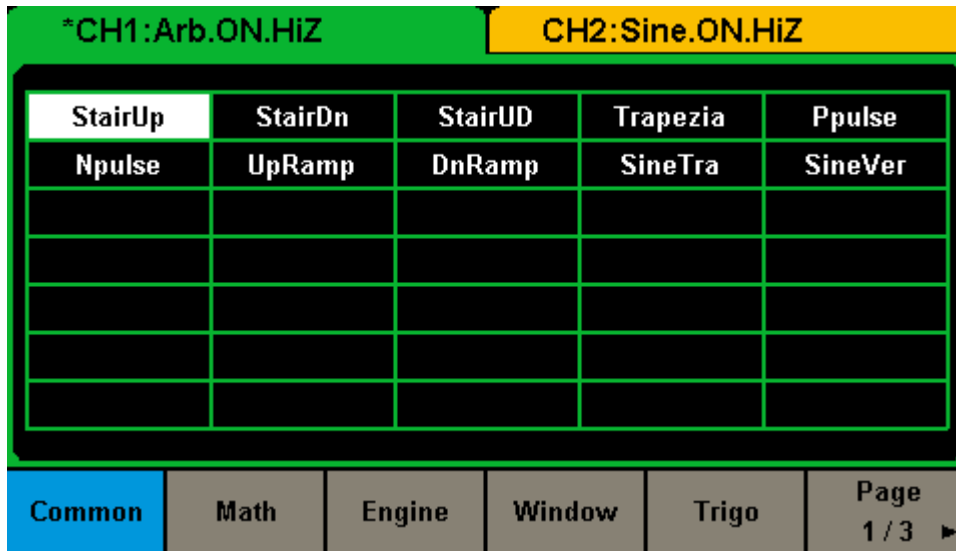 *CH1:Arb.ON.HiZ CH2:Sine.ON.HiZ
StairUp StairDn StairUD Trapezia Ppulse
Npulse UpRamp DnRamp SineTra SineVer
Common Math Engine Window Trigo Page
1 / 3 ►